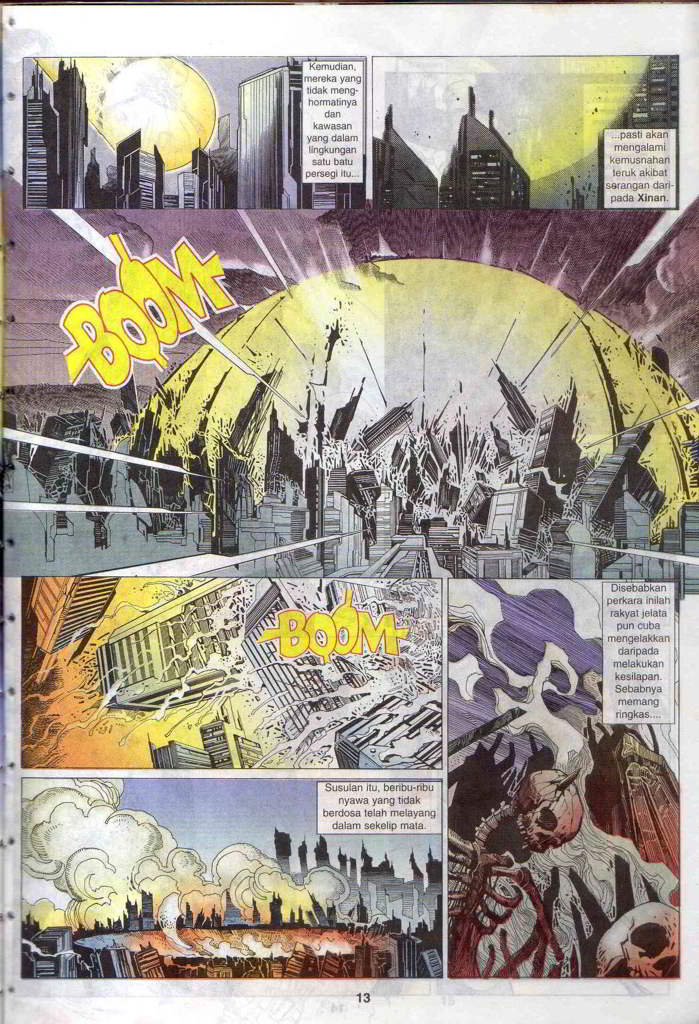 Kemudian,
mereka yang
tidak meng-
hormatinya
dan
kawasan
yang dalam
lingkungan
satu batu
persegi itu...
...pasti akan
mengalami
kemusnahan
teruk akibat
serangan dari-
pada Xinan.
BOOM
BOOM
Disebabkan
perkara inilah
rakyat jelata
pun cuba
mengelakkan
daripada
melakukan
kesilapan.
Sebabnya
memang
ringkas....
Susulan itu, beribu-ribu
nyawa yang tidak
berdosa telah melayang
dalam sekelip mata.
13